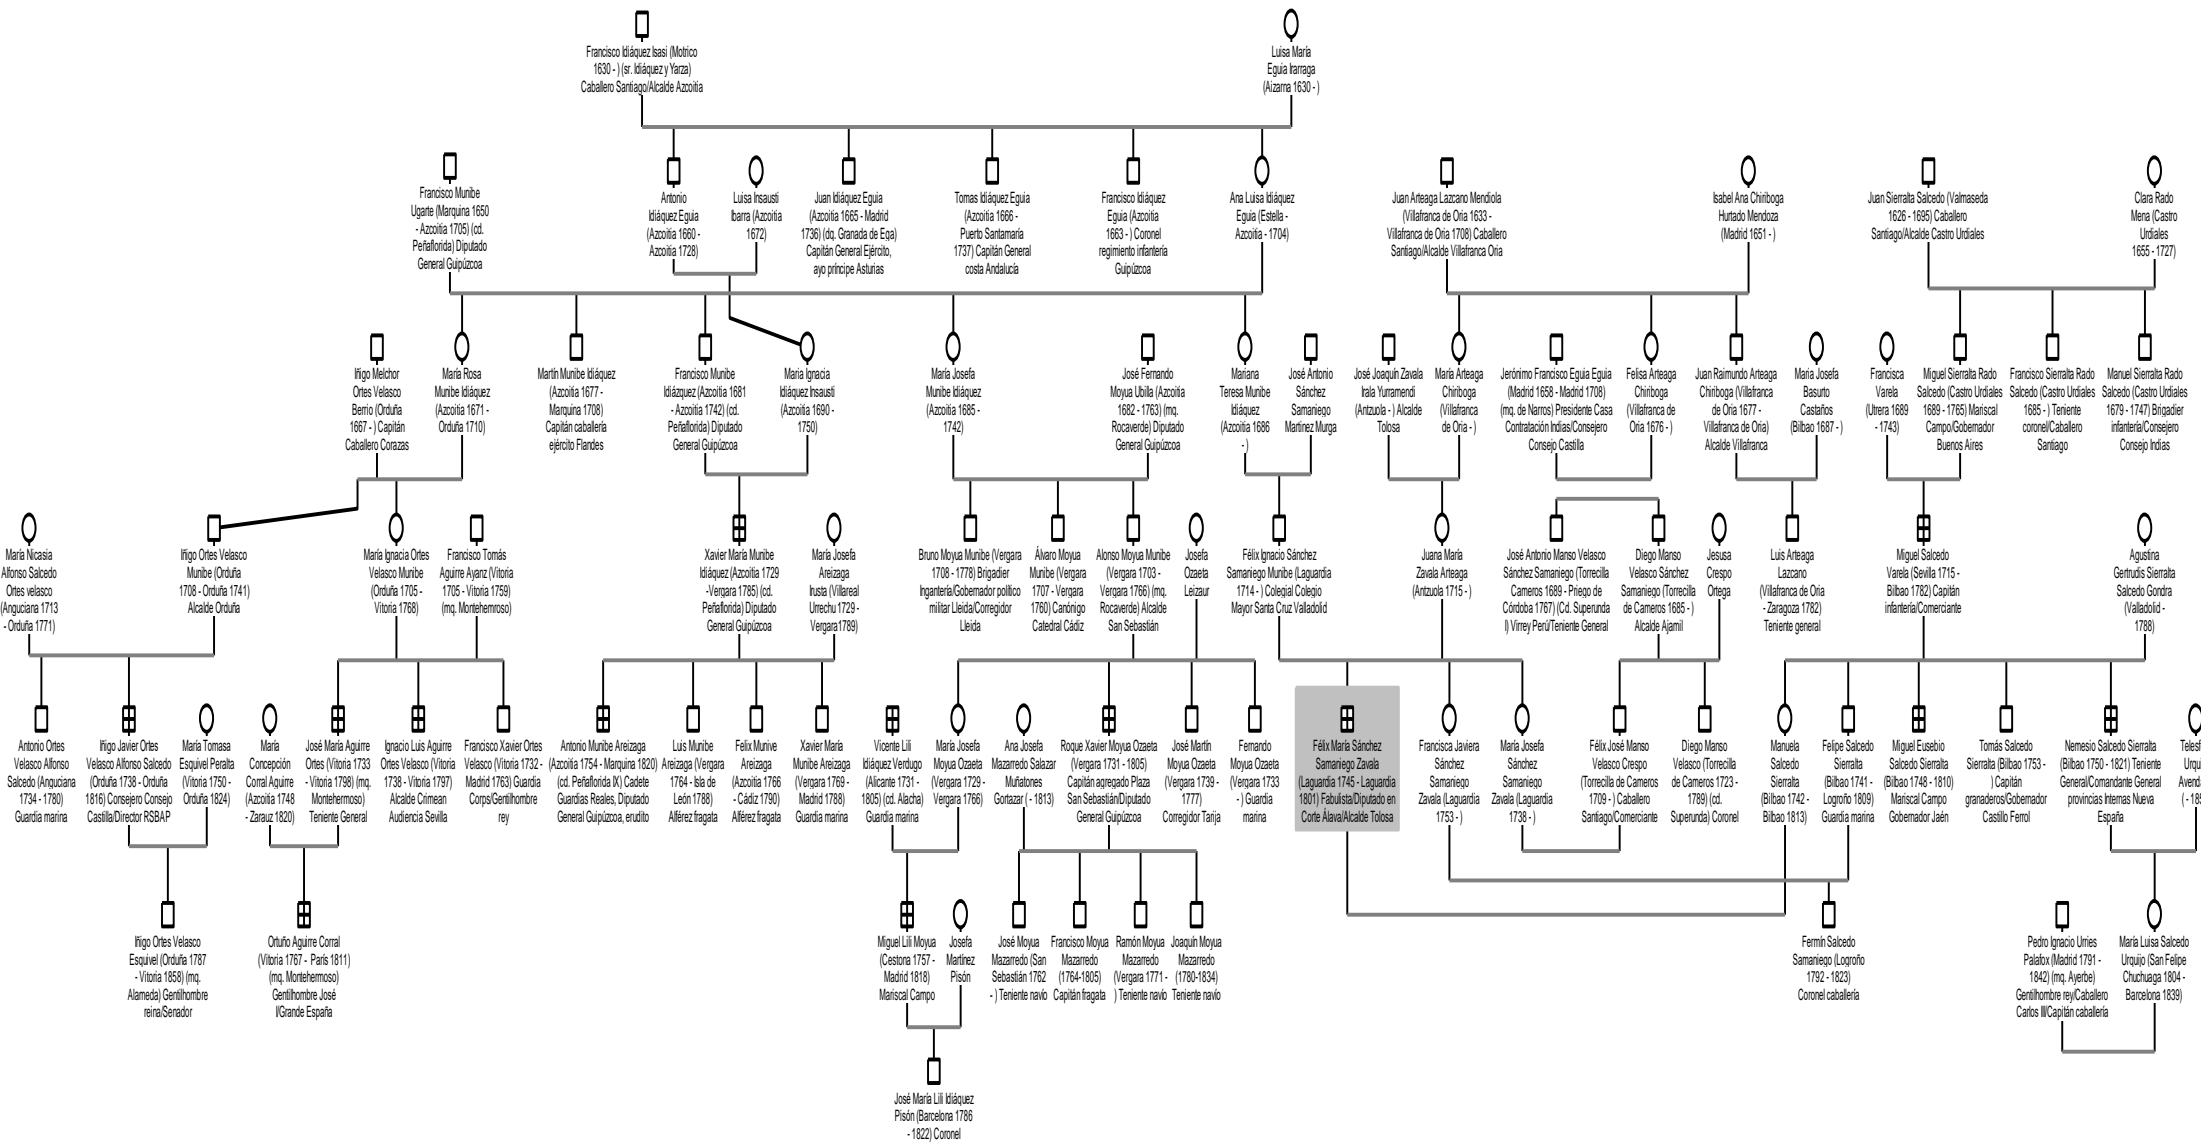 Francisco Idiáquez Isasi (Motrico
1630 - ) (sr. Idiáquez y Yarza)
Caballero Santiago/Alcalde Azcoitia
Luisa María
Eguia Irarraga
(Aizarna 1630 - )
Francisco Munibe
Ugarte (Marquina 1650
- Azcoitia 1705) (cd.
Peñaflorida) Diputado
General Guipúzcoa
Antonio
Idiáquez Eguia
(Azcoitia 1660 -
Azcoitia 1728)
Luisa Insausti
Ibarra (Azcoitia
1672)
Juan Idiáquez Eguia
(Azcoitia 1665 - Madrid
1736) (dq. Granada de Ega)
Capitán General Ejército,
ayo príncipe Asturias
Tomas Idiáquez Eguia
(Azcoitia 1666 -
Puerto Santamaría
1737) Capitán General
costa Andalucía
Francisco Idiáquez
Eguia (Azcoitia
1663 - ) Coronel
regimiento infantería
Guipúzcoa
Ana Luisa Idiáquez
Eguia (Estella -
Azcoitia - 1704)
Juan Arteaga Lazcano Mendiola
(Villafranca de Oria 1633 -
Villafranca de Oria 1708) Caballero
Santiago/Alcalde Villafranca Oria
Isabel Ana Chiriboga
Hurtado Mendoza
(Madrid 1651 - )
Juan Sierralta Salcedo (Valmaseda
1626 - 1695) Caballero
Santiago/Alcalde Castro Urdiales
Clara Rado
Mena (Castro
Urdiales
1655 - 1727)
Iñigo Melchor
Ortes Velasco
Berrio (Orduña
1667 - ) Capitán
Caballero Corazas
María Rosa
Munibe Idiáquez
(Azcoitia 1671 -
Orduña 1710)
Martín Munibe Idiáquez
(Azcoitia 1677 -
Marquina 1708)
Capitán caballería
ejército Flandes
Francisco Munibe
Idiázquez (Azcoitia 1681
- Azcoitia 1742) (cd.
Peñaflorida) Diputado
General Guipúzcoa
Maria Ignacia
Idiáquez Insausti
(Azcoitia 1690 -
1750)
María Josefa
Munibe Idiáquez
(Azcoitia 1685 -
1742)
José Fernando
Moyua Ubilla (Azcoitia
1682 - 1763) (mq.
Rocaverde) Diputado
General Guipúzcoa
Mariana
Teresa Munibe
Idiáquez
(Azcoitia 1686
- )
José Antonio
Sánchez
Samaniego
Martinez Murga
José Joaquín Zavala
Irala Yurramendi
(Antzuola - ) Alcalde
Tolosa
María Arteaga
Chiriboga
(Villafranca
de Oria - )
Jerónimo Francisco Eguia Eguia
(Madrid 1658 - Madrid 1708)
(mq. de Narros) Presidente Casa
Contratación Indias/Consejero
Consejo Castilla
Felisa Arteaga
Chiriboga
(Villafranca de
Oria 1676 - )
Juan Raimundo Arteaga
Chiriboga (Villafranca
de Oria 1677 -
Villafranca de Oria)
Alcalde Villafranca
Maria Josefa
Basurto
Castaños
(Bilbao 1687 - )
Francisca
Varela
(Utrera 1689
- 1743)
Miguel Sierralta Rado
Salcedo (Castro Urdiales
1689 - 1765) Mariscal
Campo/Gobernador
Buenos Aires
Francisco Sierralta Rado
Salcedo (Castro Urdiales
1685 - ) Teniente
coronel/Caballero
Santiago
Manuel Sierralta Rado
Salcedo (Castro Urdiales
1679 - 1747) Brigadier
infantería/Consejero
Consejo Indias
María Nicasia
Alfonso Salcedo
Ortes velasco
(Anguciana 1713
- Orduña 1771)
Iñigo Ortes Velasco
Munibe (Orduña
1708 - Orduña 1741)
Alcalde Orduña
María Ignacia Ortes
Velasco Munibe
(Orduña 1705 -
Vitoria 1768)
Francisco Tomás
Aguirre Ayanz (Vitoria
1705 - Vitoria 1759)
(mq. Montehemroso)
Xavier María Munibe
Idiáquez (Azcoitia 1729
-Vergara 1785) (cd.
Peñaflorida) Diputado
General Guipúzcoa
María Josefa
Areizaga
Irusta (Villareal
Urrechu 1729 -
Vergara1789)
Bruno Moyua Munibe (Vergara
1708 - 1778) Brigadier
Ingantería/Gobernador político
militar Lleida/Corregidor
Lleida
Álvaro Moyua
Munibe (Vergara
1707 - Vergara
1760) Canónigo
Catedral Cádiz
Alonso Moyua Munibe
(Vergara 1703 -
Vergara 1766) (mq.
Rocaverde) Alcalde
San Sebastián
Josefa
Ozaeta
Leizaur
Félix Ignacio Sánchez
Samaniego Munibe (Laguardia
1714 - ) Colegial Colegio
Mayor Santa Cruz Valladolid
Juana María
Zavala Arteaga
(Antzuola 1715 - )
José Antonio Manso Velasco
Sánchez Samaniego (Torrecilla
Cameros 1689 - Priego de
Córdoba 1767) (Cd. Superunda
I) Virrey Perú/Teniente General
Diego Manso
Velasco Sánchez
Samaniego (Torrecilla
de Cameros 1685 - )
Alcalde Ajamil
Jesusa
Crespo
Ortega
Luis Arteaga
Lazcano
(Villafranca de Oria
- Zaragoza 1782)
Teniente general
Miguel Salcedo
Varela (Sevilla 1715 -
Bilbao 1782) Capitán
infantería/Comerciante
Agustina
Gertrudis Sierralta
Salcedo Gondra
(Valladolid -
1788)
Antonio Ortes
Velasco Alfonso
Salcedo (Anguciana
1734 - 1780)
Guardia marina
Iñigo Javier Ortes
Velasco Alfonso Salcedo
(Orduña 1738 - Orduña
1816) Consejero Consejo
Castilla/Director RSBAP
María Tomasa
Esquivel Peralta
(Vitoria 1750 -
Orduña 1824)
María
Concepción
Corral Aguirre
(Azcoitia 1748
- Zarauz 1820)
José María Aguirre
Ortes (Vitoria 1733
- Vitoria 1798) (mq.
Montehermoso)
Teniente General
Ignacio Luis Aguirre
Ortes Velasco (Vitoria
1738 - Vitoria 1797)
Alcalde Crimean
Audiencia Sevilla
Francisco Xavier Ortes
Velasco (Vitoria 1732 -
Madrid 1763) Guardia
Corps/Gentilhombre
rey
Antonio Munibe Areizaga
(Azcoitia 1754 - Marquina 1820)
(cd. Peñaflorida IX) Cadete
Guardias Reales, Diputado
General Guipúzcoa, erudito
Luis Munibe
Areizaga (Vergara
1764 - Isla de
León 1788)
Alférez fragata
Felix Munive
Areizaga
(Azcoitia 1766
- Cádiz 1790)
Alférez fragata
Xavier María
Munibe Areizaga
(Vergara 1769 -
Madrid 1788)
Guardia marina
Vicente Lili
Idiáquez Verdugo
(Alicante 1731 -
1805) (cd. Alacha)
Guardia marina
María Josefa
Moyua Ozaeta
(Vergara 1729 -
Vergara 1766)
Ana Josefa
Mazarredo Salazar
Muñatones
Gortazar ( - 1813)
Roque Xavier Moyua Ozaeta
(Vergara 1731 - 1805)
Capitán agregado Plaza
San Sebastián/Diputado
General Guipúzcoa
José Martín
Moyua Ozaeta
(Vergara 1739 -
1777)
Corregidor Tarija
Fernando
Moyua Ozaeta
(Vergara 1733
- ) Guardia
marina
Félix María Sánchez
Samaniego Zavala
(Laguardia 1745 - Laguardia
1801) Fabulista/Diputado en
Corte Álava/Alcalde Tolosa
Francisca Javiera
Sánchez
Samaniego
Zavala (Laguardia
1753 - )
María Josefa
Sánchez
Samaniego
Zavala (Laguardia
1738 - )
Félix José Manso
Velasco Crespo
(Torrecilla de Cameros
1709 - ) Caballero
Santiago/Comerciante
Diego Manso
Velasco (Torrecilla
de Cameros 1723 -
1789) (cd.
Superunda) Coronel
Manuela
Salcedo
Sierralta
(Bilbao 1742 -
Bilbao 1813)
Felipe Salcedo
Sierralta
(Bilbao 1741 -
Logroño 1809)
Guardia marina
Miguel Eusebio
Salcedo Sierralta
(Bilbao 1748 - 1810)
Mariscal Campo
Gobernador Jaén
Tomás Salcedo
Sierralta (Bilbao 1753 -
) Capitán
granaderos/Gobernador
Castillo Ferrol
Nemesio Salcedo Sierralta
(Bilbao 1750 - 1821) Teniente
General/Comandante General
provincias Internas Nueva
España
Telesf
Urqui
Avend
( - 185
Iñigo Ortes Velasco
Esquivel (Orduña 1787
- Vitoria 1858) (mq.
Alameda) Gentilhombre
reina/Senador
Ortuño Aguirre Corral
(Vitoria 1767 - París 1811)
(mq. Montehermoso)
Gentilhombre José
I/Grande España
Miguel Lili Moyua
(Cestona 1757 -
Madrid 1818)
Mariscal Campo
Josefa
Martínez
Pisón
José Moyua
Mazarredo (San
Sebastián 1762
- ) Teniente navío
Francisco Moyua
Mazarredo
(1764-1805)
Capitán fragata
Ramón Moyua
Mazarredo
(Vergara 1771 -
) Teniente navío
Joaquín Moyua
Mazarredo
(1780-1834)
Teniente navío
Fermín Salcedo
Samaniego (Logroño
1792 - 1823)
Coronel caballería
Pedro Ignacio Urries
Palafox (Madrid 1791 -
1842) (mq. Ayerbe)
Gentilhombre rey/Caballero
Carlos III/Capitán caballería
María Luisa Salcedo
Urquijo (San Felipe
Chuchuaga 1804 -
Barcelona 1839)
José María Lili Idiáquez
Pisón (Barcelona 1786
- 1822) Coronel